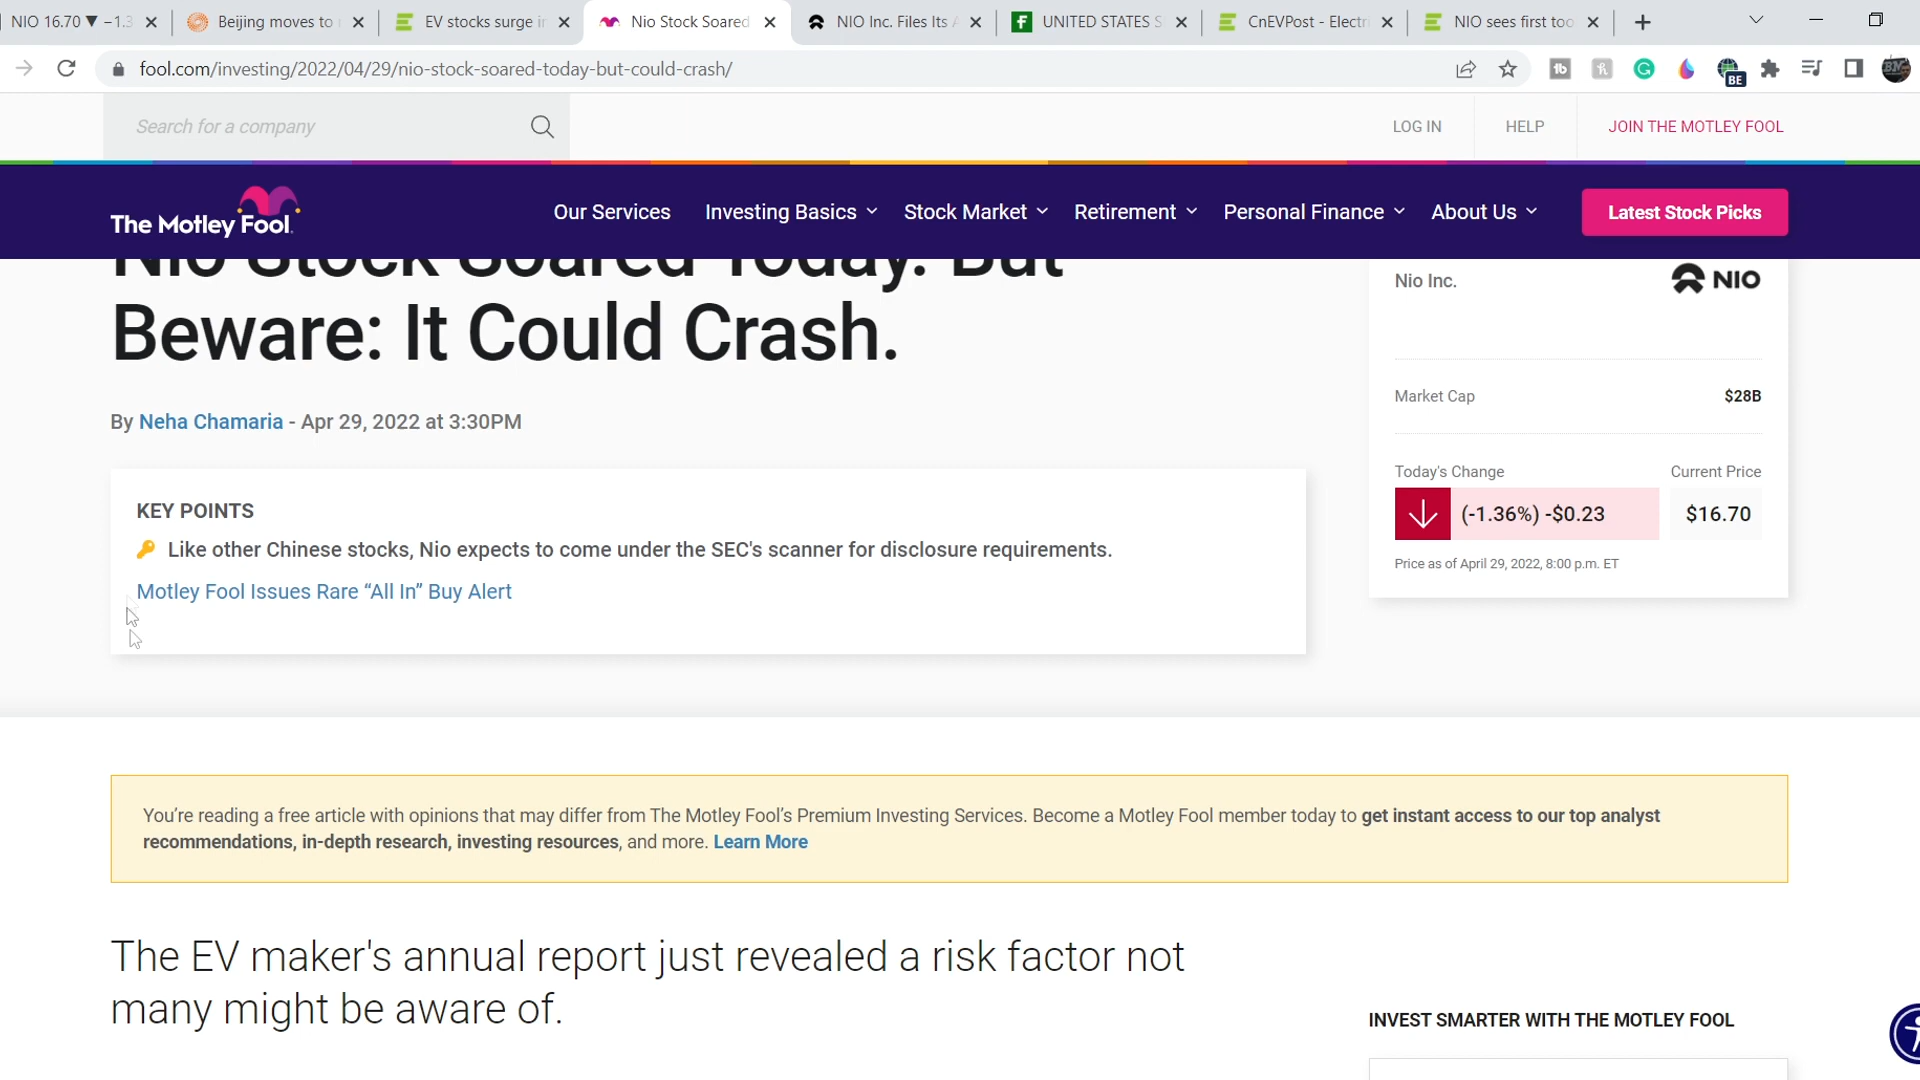 NIO 16.70 ▼ −1.3
Beijing moves to
EV stocks surge in
Nio Stock Soared
NIO Inc. Files Its A
UNITED STATES S
CnEVPost - Electri
NIO sees first too
fool.com/investing/2022/04/29/nio-stock-soared-today-but-could-crash/
BE
Search for a company
LOG IN
HELP
JOIN THE MOTLEY FOOL
The Motley Fool.
Our Services
Investing Basics
Stock Market
Retirement
Personal Finance
About Us
Latest Stock Picks
Nio Stock Soared Today. But
Beware: It Could Crash.
By Neha Chamaria - Apr 29, 2022 at 3:30PM
KEY POINTS
Like other Chinese stocks, Nio expects to come under the SEC's scanner for disclosure requirements.
Motley Fool Issues Rare “All In” Buy Alert
Nio Inc.
NIO
Market Cap
$28B
Today's Change
Current Price
(-1.36%) -$0.23
$16.70
Price as of April 29, 2022, 8:00 p.m. ET
You’re reading a free article with opinions that may differ from The Motley Fool’s Premium Investing Services. Become a Motley Fool member today to get instant access to our top analyst
recommendations, in-depth research, investing resources, and more. Learn More
The EV maker's annual report just revealed a risk factor not
many might be aware of.
INVEST SMARTER WITH THE MOTLEY FOOL